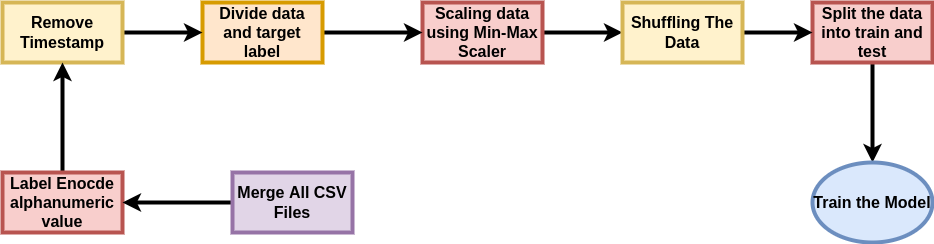 Remove
Timestamp
Divide data
and target
label
Scaling data
using Min-Max
Scaler
Shuffling The
Data
Split the data
into train and
test
Label Enocde
alphanumeric
value
Merge All CSV
Files
Train the Model